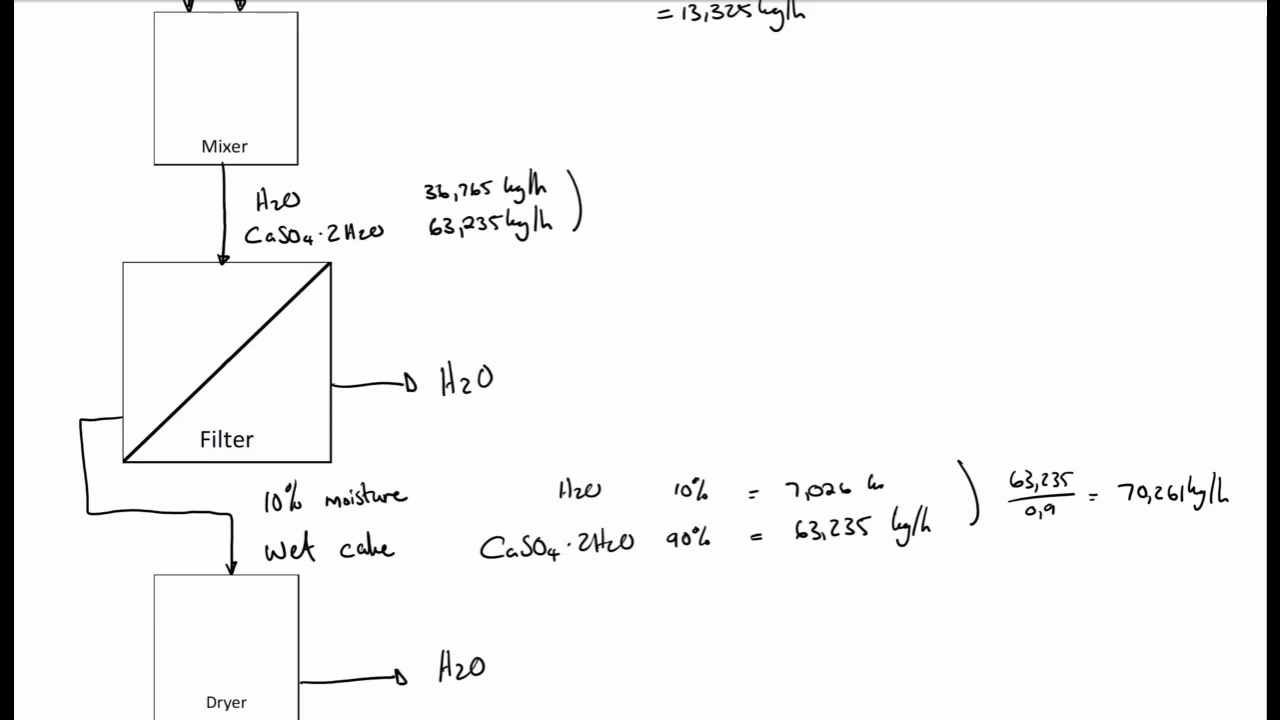 = 13,325 kg/h
Mixer
H2O 36,765 kg/h
CaSO4·2H2O 63,235 kg/h
H2O
Filter
10% moisture
wet cake
H2O 10% = 7,026
CaSO4·2H2O 90% = 63,235 kg/h
63,235
0,9
= 70,261 kg/h
H2O
Dryer